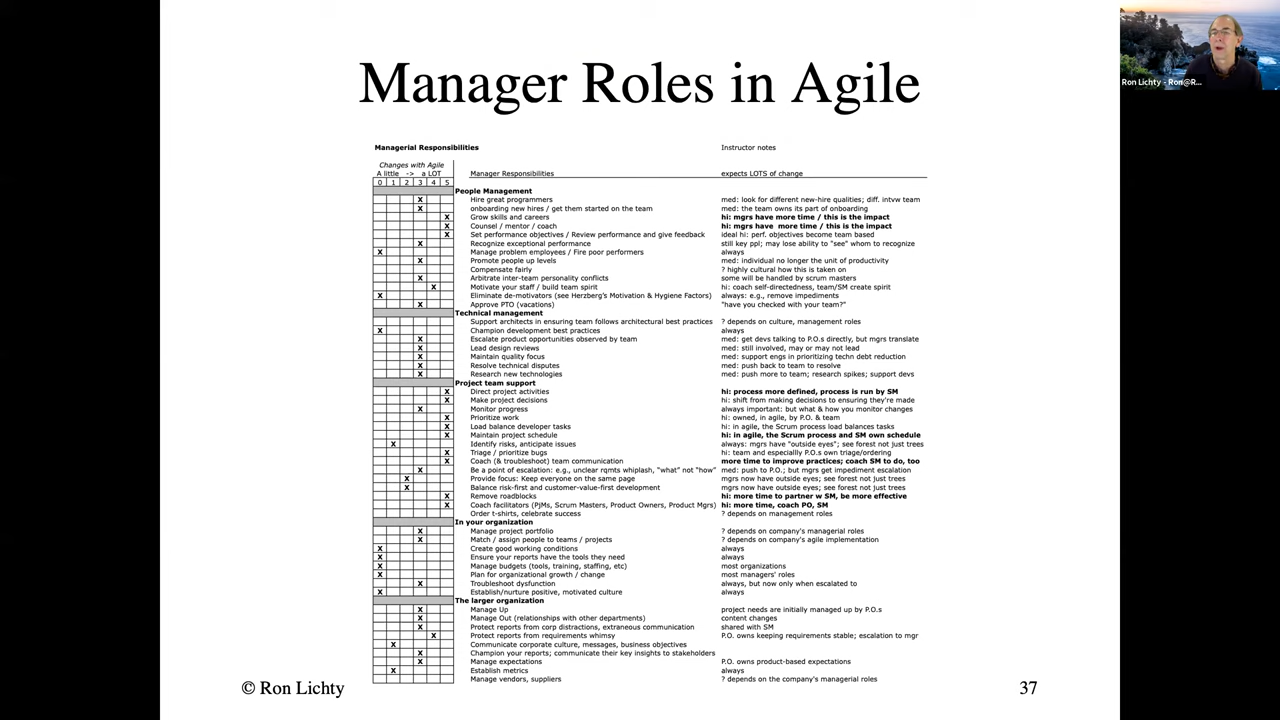 Manager Roles in Agile
Ron Lichty - Ron@R...
Managerial Responsibilities Instructor notes
Changes with Agile
A little -> a LOT Manager Responsibilities expects LOTS of change
0 1 2 3 4 5
People Management
X Hire great programmers med: look for different new-hire qualities; diff. intvw team
X onboarding new hires / get them started on the team med: the team owns its part of onboarding
X Grow skills and careers hi: mgrs have more time / this is the impact
X Counsel / mentor / coach hi: mgrs have more time / this is the impact
X Set performance objectives / Review performance and give feedback ideal hi: perf. objectives become team based
X Recognize exceptional performance still key ppl; may lose ability to "see" whom to recognize
X Manage problem employees / Fire poor performers always
X Promote people up levels med: individual no longer the unit of productivity
Compensate fairly ? highly cultural how this is taken on
X Arbitrate inter-team personality conflicts some will be handled by scrum masters
X Motivate your staff / build team spirit hi: coach self-directedness, team/SM create spirit
X Eliminate de-motivators (see Herzberg's Motivation & Hygiene Factors) always: e.g., remove impediments
X Approve PTO (vacations) "have you checked with your team?"
Technical management
Support architects in ensuring team follows architectural best practices ? depends on culture, management roles
X Champion development best practices always
X Escalate product opportunities observed by team med: get devs talking to P.O.s directly, but mgrs translate
X Lead design reviews med: still involved, may or may not lead
X Maintain quality focus med: support engs in prioritizing techn debt reduction
X Resolve technical disputes med: push back to team to resolve
X Research new technologies med: push more to team; research spikes; support devs
Project team support
X Direct project activities hi: process more defined, process is run by SM
X Make project decisions hi: shift from making decisions to ensuring they're made
X Monitor progress always important: but what & how you monitor changes
X Prioritize work hi: owned, in agile, by P.O. & team
X Load balance developer tasks hi: in agile, the Scrum process load balances tasks
X Maintain project schedule hi: in agile, the Scrum process and SM own schedule
X Identify risks, anticipate issues always: mgrs have "outside eyes"; see forest not just trees
X Triage / prioritize bugs hi: team and especiallly P.O.s own triage/ordering
X Coach (& troubleshoot) team communication more time to improve practices; coach SM to do, too
X Be a point of escalation: e.g., unclear rqmts whiplash, "what" not "how" med: push to P.O.; but mgrs get impediment escalation
X Provide focus: Keep everyone on the same page mgrs now have outside eyes; see forest not just trees
X Balance risk-first and customer-value-first development mgrs now have outside eyes; see forest not just trees
X Remove roadblocks hi: more time to partner w SM, be more effective
X Coach facilitators (PjMs, Scrum Masters, Product Owners, Product Mgrs) hi: more time, coach PO, SM
Order t-shirts, celebrate success ? depends on management roles
In your organization
X Manage project portfolio ? depends on company's managerial roles
X Match / assign people to teams / projects ? depends on company's agile implementation
X Create good working conditions always
X Ensure your reports have the tools they need always
X Manage budgets (tools, training, staffing, etc) most organizations
X Plan for organizational growth / change most managers' roles
X Troubleshoot dysfunction always, but now only when escalated to
X Establish/nurture positive, motivated culture always
The larger organization
X Manage Up project needs are initially managed up by P.O.s
X Manage Out (relationships with other departments) content changes
X Protect reports from corp distractions, extraneous communication shared with SM
X Protect reports from requirements whimsy P.O. owns keeping requirements stable; escalation to mgr
X Communicate corporate culture, messages, business objectives
X Champion your reports; communicate their key insights to stakeholders
X Manage expectations P.O. owns product-based expectations
X Establish metrics always
Manage vendors, suppliers ? depends on the company's managerial roles
© Ron Lichty 37